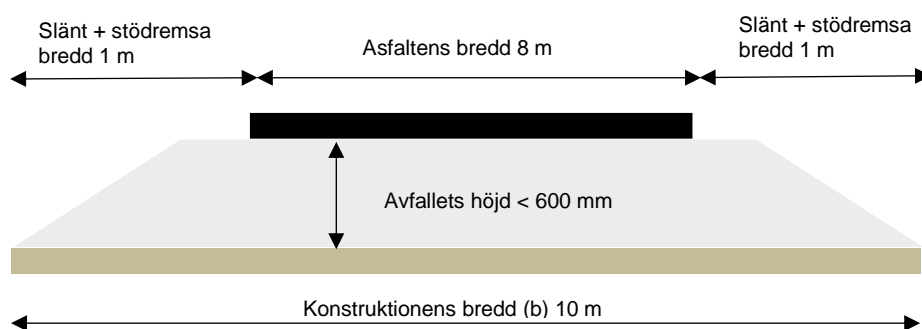 Slänt + stödremsa
bredd 1 m
Asfaltens bredd 8 m
Slänt + stödremsa
bredd 1 m
Avfallets höjd < 600 mm
Konstruktionens bredd (b) 10 m